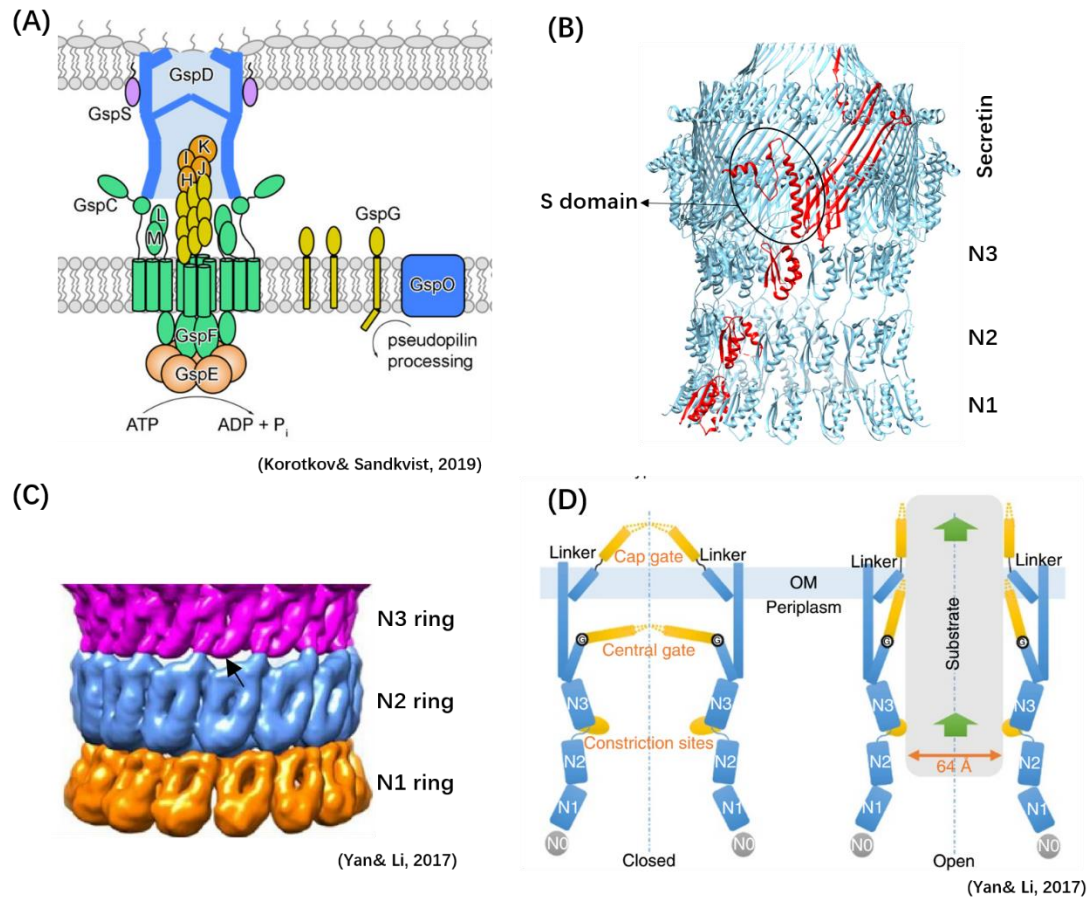 (A)
GspD
GspS
K
I
J
H
GspC
L
M
GspG
GspO
GspF
pseudopilin
processing
GspE
ATP
ADP + Pi
(Korotkov& Sandkvist, 2019)
(B)
S domain
Secretin
N3
N2
N1
(C)
N3 ring
N2 ring
N1 ring
(Yan& Li, 2017)
(D)
Linker
Cap gate
Linker
OM
Periplasm
Linker
Linker
G
Central gate
G
G
G
Substrate
N3
N3
N3
N3
Constriction sites
N2
N2
N2
N2
64 Å
N1
N1
N1
N1
N0
N0
N0
N0
Closed
Open
(Yan& Li, 2017)